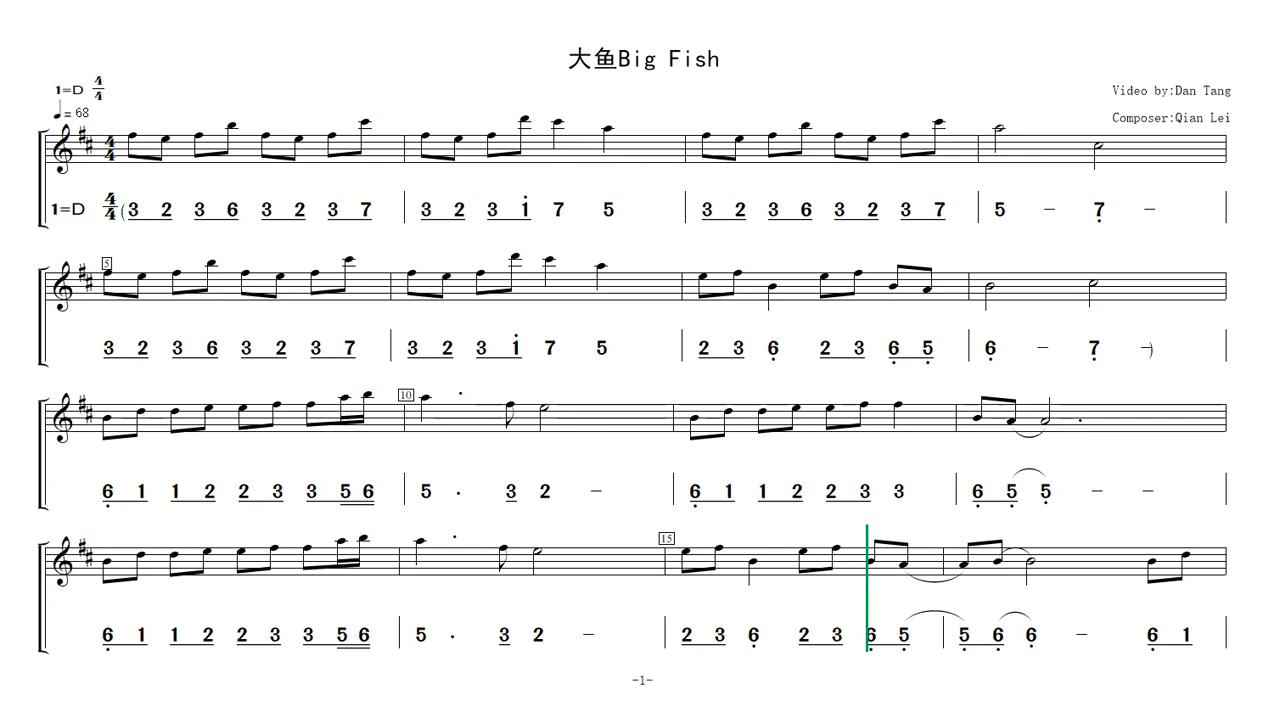 大鱼Big Fish
1=D 4/4
Video by:Dan Tang
♩=68
Composer:Qian Lei
1=D 4/4 (3 2 3 6 3 2 3 7 | 3 2 3 1̇ 7 5 | 3 2 3 6 3 2 3 7 | 5 − 7̣ − |
5
3 2 3 6 3 2 3 7 | 3 2 3 1̇ 7 5 | 2 3 6̣ 2 3 6̣ 5̣ | 6̣ − 7̣ −) |
10
6̣ 1 1 2 2 3 3 5 6 | 5 · 3 2 − | 6̣ 1 1 2 2 3 3 | 6̣ 5̣ 5̣ − − |
15
6̣ 1 1 2 2 3 3 5 6 | 5 · 3 2 − | 2 3 6̣ 2 3 6̣ 5̣ | 5̣ 6̣ 6̣ − 6̣ 1 |
-1-